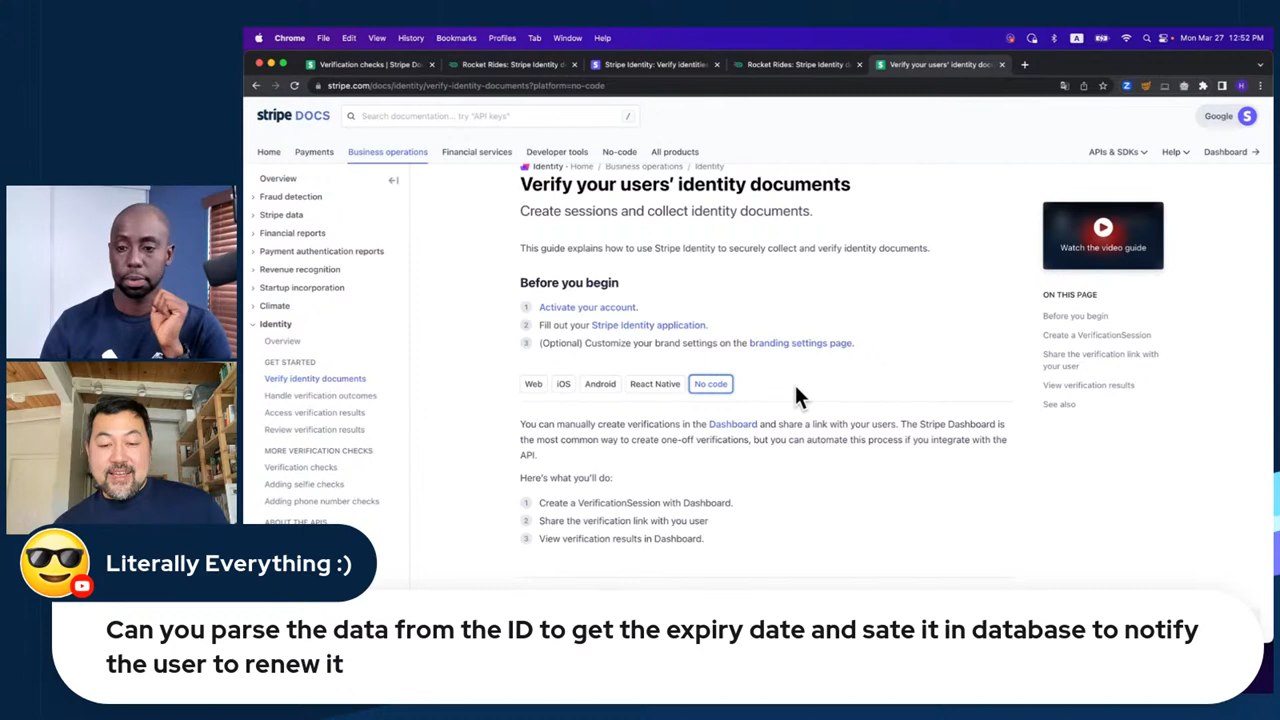 Chrome File Edit View History Bookmarks Profiles Tab Window Help
Mon Mar 27 12:52 PM
Verification checks | Stripe Do
Rocket Rides: Stripe Identity d
Stripe Identity: Verify identities
Rocket Rides: Stripe Identity d
Verify your users' identity doc
stripe.com/docs/identity/verify-identity-documents?platform=no-code
stripe DOCS
Search documentation... try "API keys"
/
Google S
Home Payments Business operations Financial services Developer tools No-code All products
APIs & SDKs Help Dashboard →
Overview
Fraud detection
Stripe data
Financial reports
Payment authentication reports
Revenue recognition
Startup incorporation
Climate
Identity
Overview
GET STARTED
Verify identity documents
Handle verification outcomes
Access verification results
Review verification results
MORE VERIFICATION CHECKS
Verification checks
Adding selfie checks
Adding phone number checks
ABOUT THE APIS
Identity · Home / Business operations / Identity
Verify your users' identity documents
Create sessions and collect identity documents.
This guide explains how to use Stripe Identity to securely collect and verify identity documents.
Before you begin
1 Activate your account.
2 Fill out your Stripe Identity application.
3 (Optional) Customize your brand settings on the branding settings page.
Web iOS Android React Native No code
You can manually create verifications in the Dashboard and share a link with your users. The Stripe Dashboard is
the most common way to create one-off verifications, but you can automate this process if you integrate with the
API.
Here's what you'll do:
1 Create a VerificationSession with Dashboard.
2 Share the verification link with you user
3 View verification results in Dashboard.
Watch the video guide
ON THIS PAGE
Before you begin
Create a VerificationSession
Share the verification link with
your user
View verification results
See also
Literally Everything :)
Can you parse the data from the ID to get the expiry date and sate it in database to notify
the user to renew it